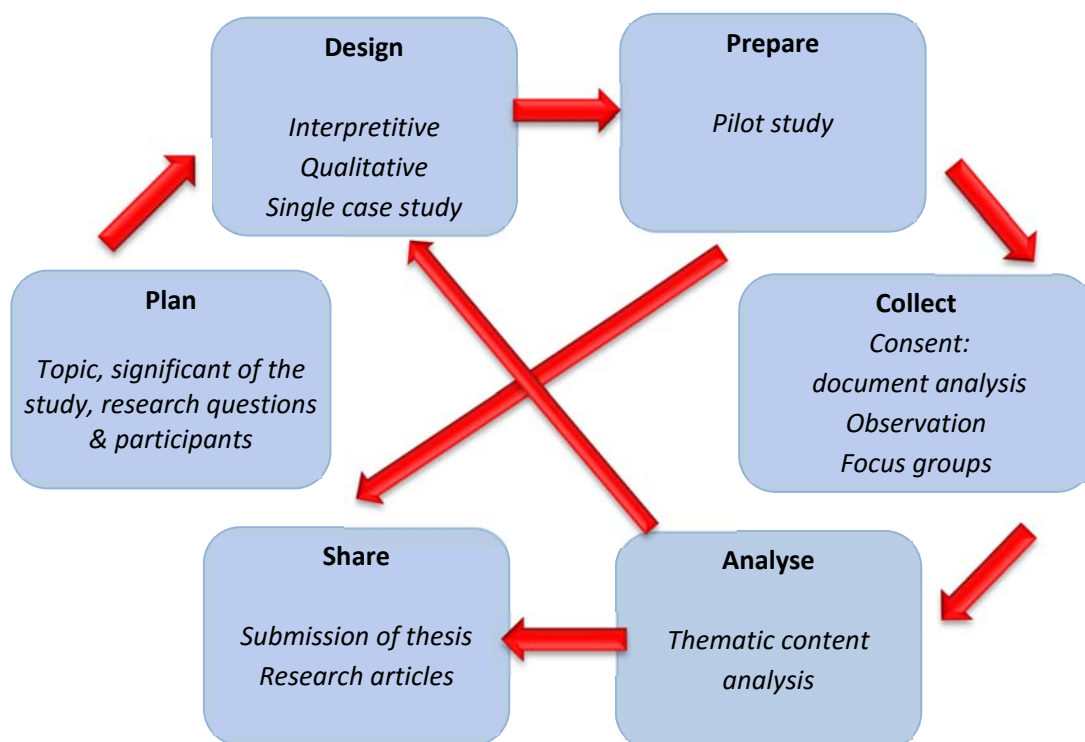 Design
Interpretitive
Qualitative
Single case study
Prepare
Pilot study
Plan
Topic, significant of the
study, research questions
& participants
Collect
Consent:
document analysis
Observation
Focus groups
Share
Submission of thesis
Research articles
Analyse
Thematic content
analysis